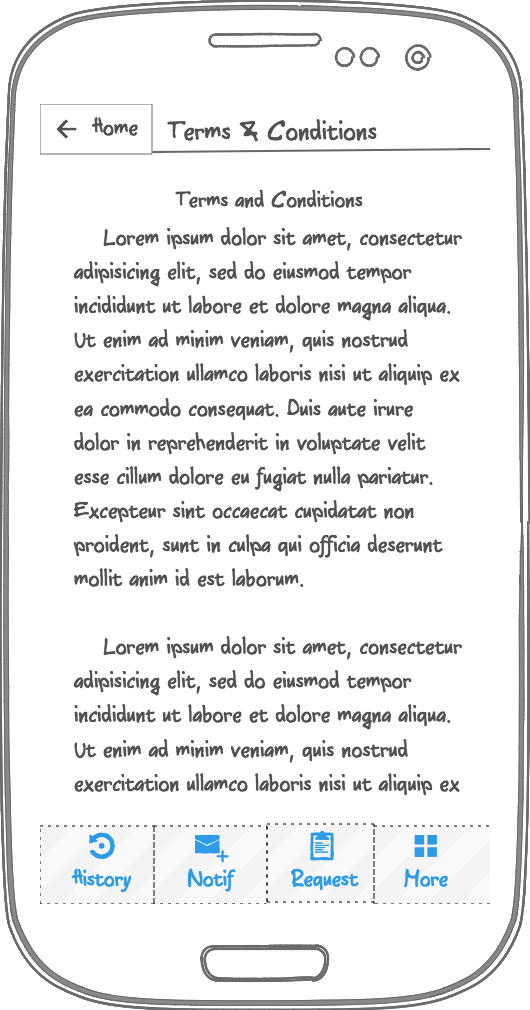 ← Home Terms & Conditions
Terms and Conditions
Lorem ipsum dolor sit amet, consectetur
adipisicing elit, sed do eiusmod tempor
incididunt ut labore et dolore magna aliqua.
Ut enim ad minim veniam, quis nostrud
exercitation ullamco laboris nisi ut aliquip ex
ea commodo consequat. Duis aute irure
dolor in reprehenderit in voluptate velit
esse cillum dolore eu fugiat nulla pariatur.
Excepteur sint occaecat cupidatat non
proident, sunt in culpa qui officia deserunt
mollit anim id est laborum.
Lorem ipsum dolor sit amet, consectetur
adipisicing elit, sed do eiusmod tempor
incididunt ut labore et dolore magna aliqua.
Ut enim ad minim veniam, quis nostrud
exercitation ullamco laboris nisi ut aliquip ex
History Notif Request More